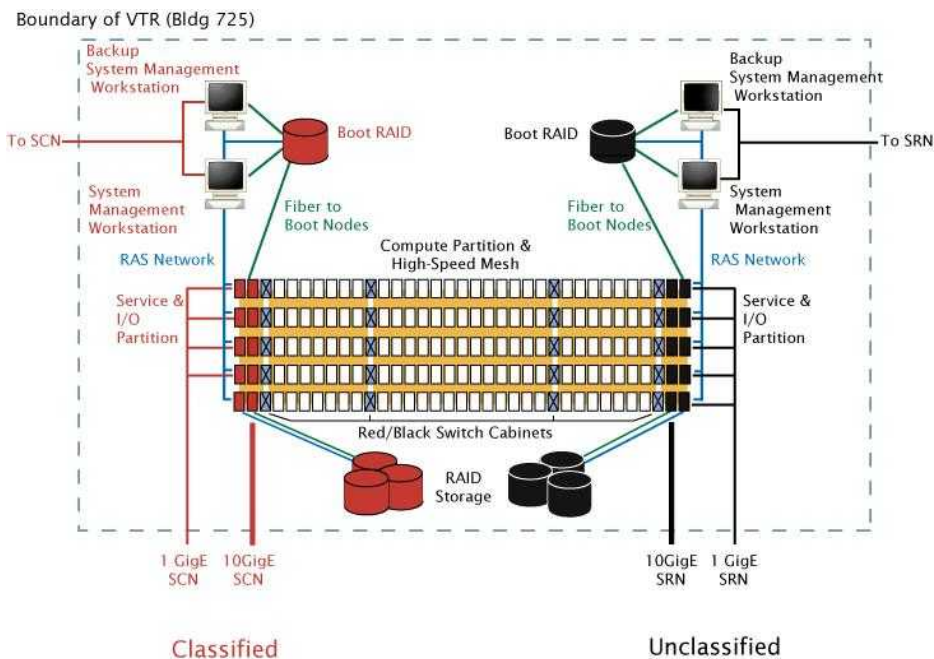 Boundary of VTR (Bldg 725)
Backup
System Management
Workstation
Backup
System Management
Workstation
To SCN
Boot RAID
Boot RAID
To SRN
System
Management
Workstation
Fiber to
Boot Nodes
Fiber to
Boot Nodes
System
Management
Workstation
RAS Network
Compute Partition &
High-Speed Mesh
RAS Network
Service &
I/O
Partition
Service &
I/O
Partition
Red/Black Switch Cabinets
RAID
Storage
1 GigE
SCN
10GigE
SCN
10GigE
SRN
1 GigE
SRN
Classified
Unclassified